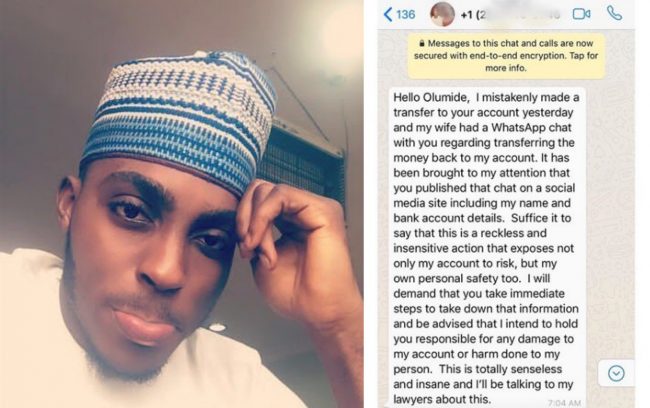 136
+1 (2
Messages to this chat and calls are now
secured with end-to-end encryption. Tap for
more info.
Hello Olumide, I mistakenly made a
transfer to your account yesterday
and my wife had a WhatsApp chat
with you regarding transferring the
money back to my account. It has
been brought to my attention that
you published that chat on a social
media site including my name and
bank account details. Suffice it to
say that this is a reckless and
insensitive action that exposes not
only my account to risk, but my
own personal safety too. I will
demand that you take immediate
steps to take down that information
and be advised that I intend to hold
you responsible for any damage to
my account or harm done to my
person. This is totally senseless
and insane and I'll be talking to my
lawyers about this.
7:04 AM